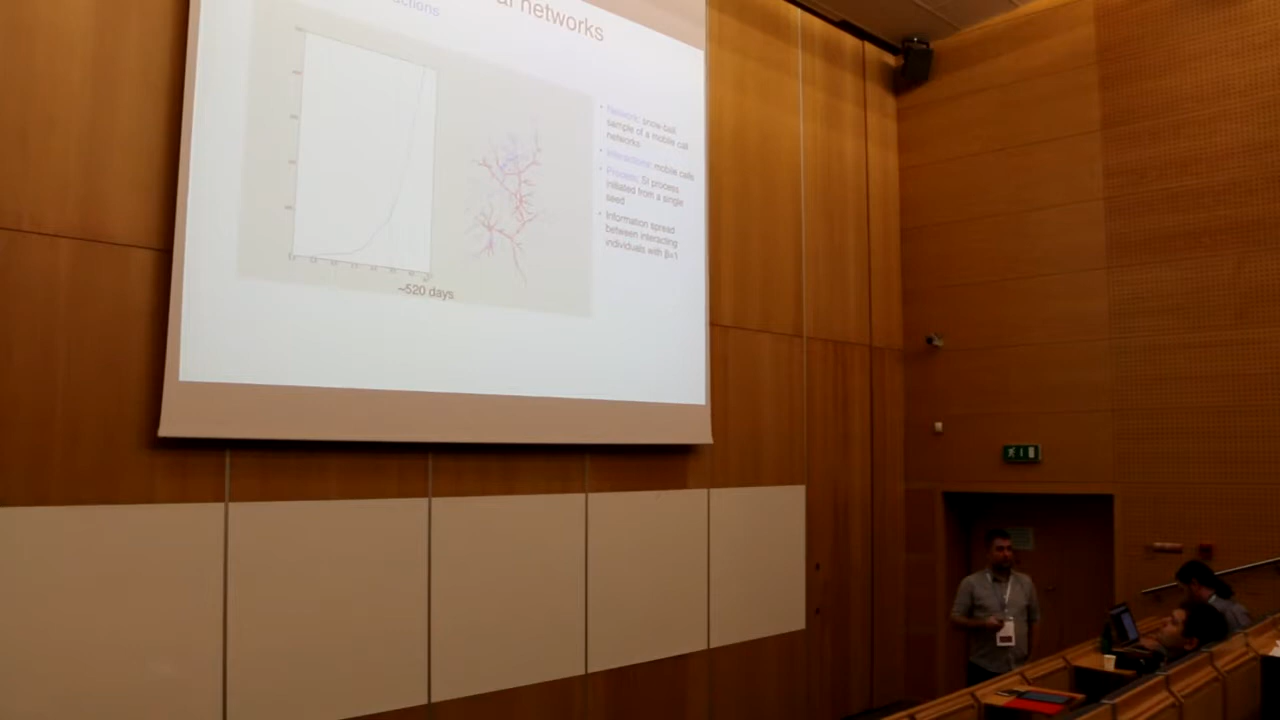 networks
~520 days
• Network: snow-ball
sample of a mobile call
networks
• Interactions: mobile calls
• Process: SI process
initiated from a single
seed
• Information spread
between interacting
individuals with β=1